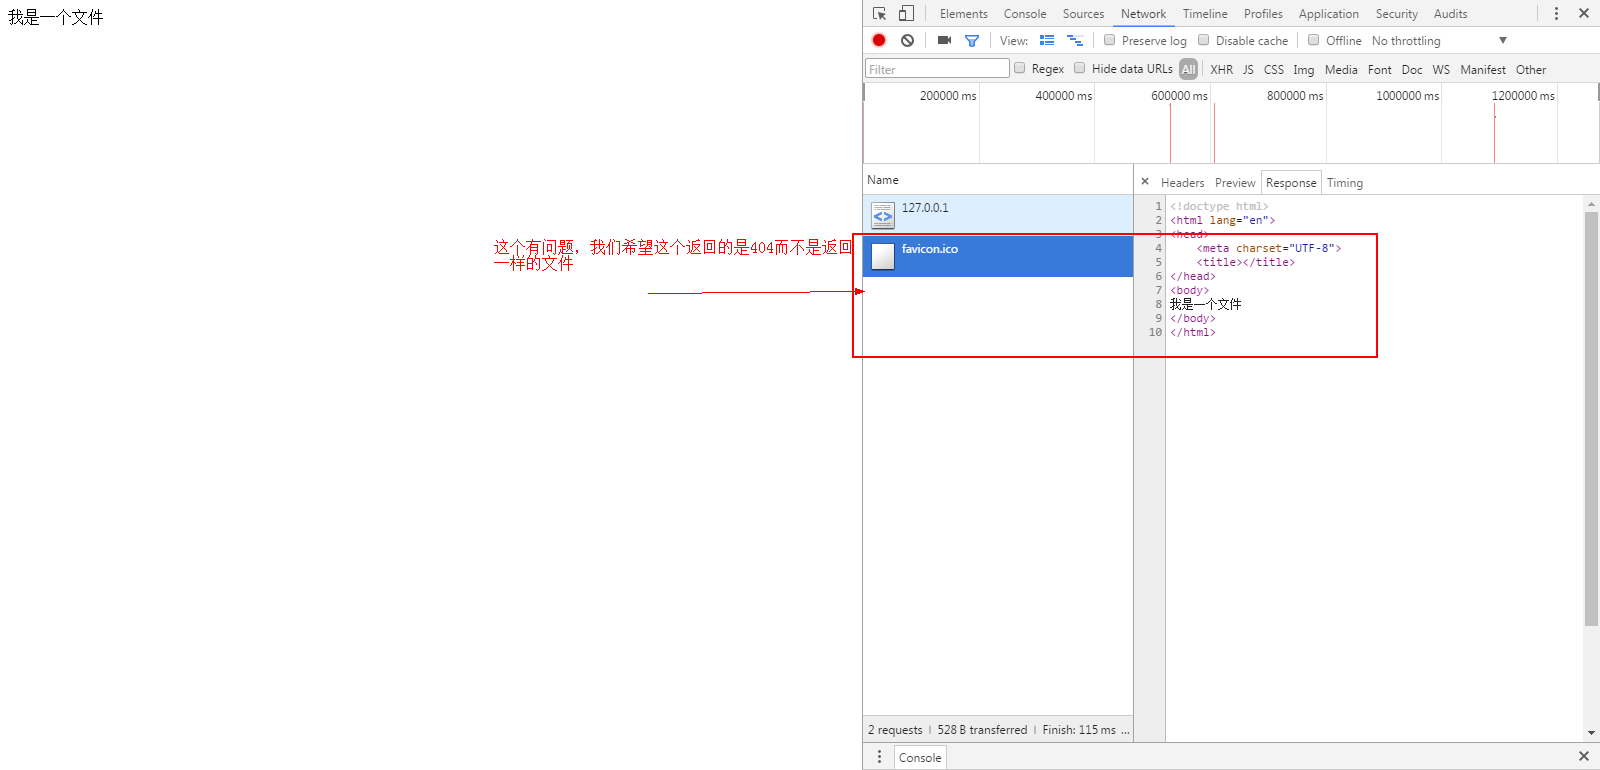 我是一个文件
Elements Console Sources Network Timeline Profiles Application Security Audits
View: Preserve log Disable cache Offline No throttling
Filter Regex Hide data URLs All XHR JS CSS Img Media Font Doc WS Manifest Other
200000 ms 400000 ms 600000 ms 800000 ms 1000000 ms 1200000 ms
Name
127.0.0.1
favicon.ico
× Headers Preview Response Timing
1 <!doctype html>
2 <html lang="en">
3 <head>
4 <meta charset="UTF-8">
5 <title></title>
6 </head>
7 <body>
8 我是一个文件
9 </body>
10 </html>
这个有问题，我们希望这个返回的是404而不是返回
一样的文件
2 requests | 528 B transferred | Finish: 115 ms ...
Console